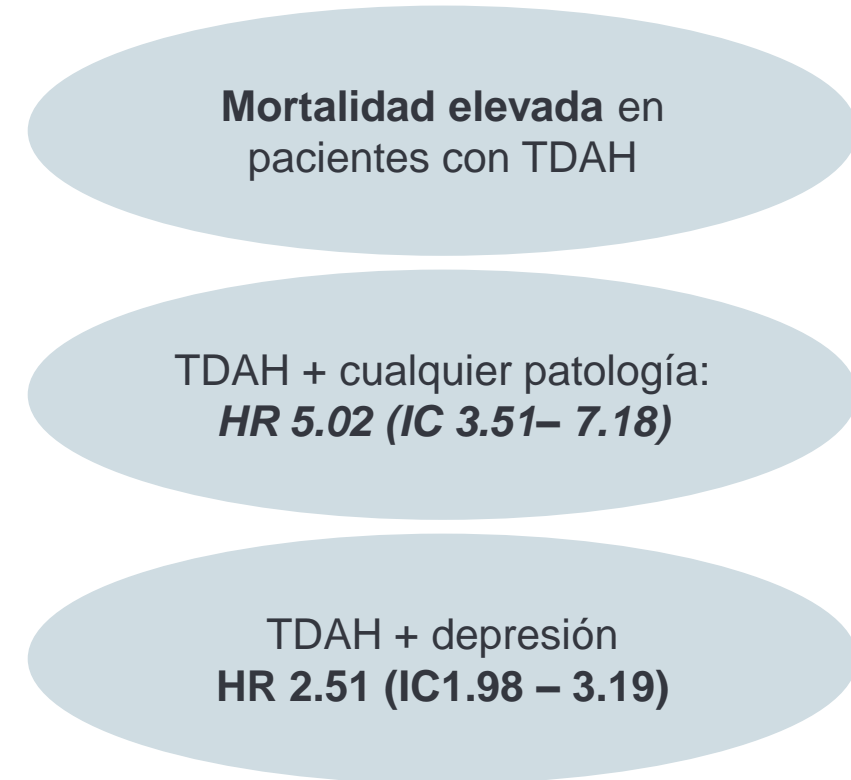 Mortalidad elevada en
pacientes con TDAH
TDAH + cualquier patología:
HR 5.02 (IC 3.51– 7.18)
TDAH + depresión
HR 2.51 (IC1.98 – 3.19)